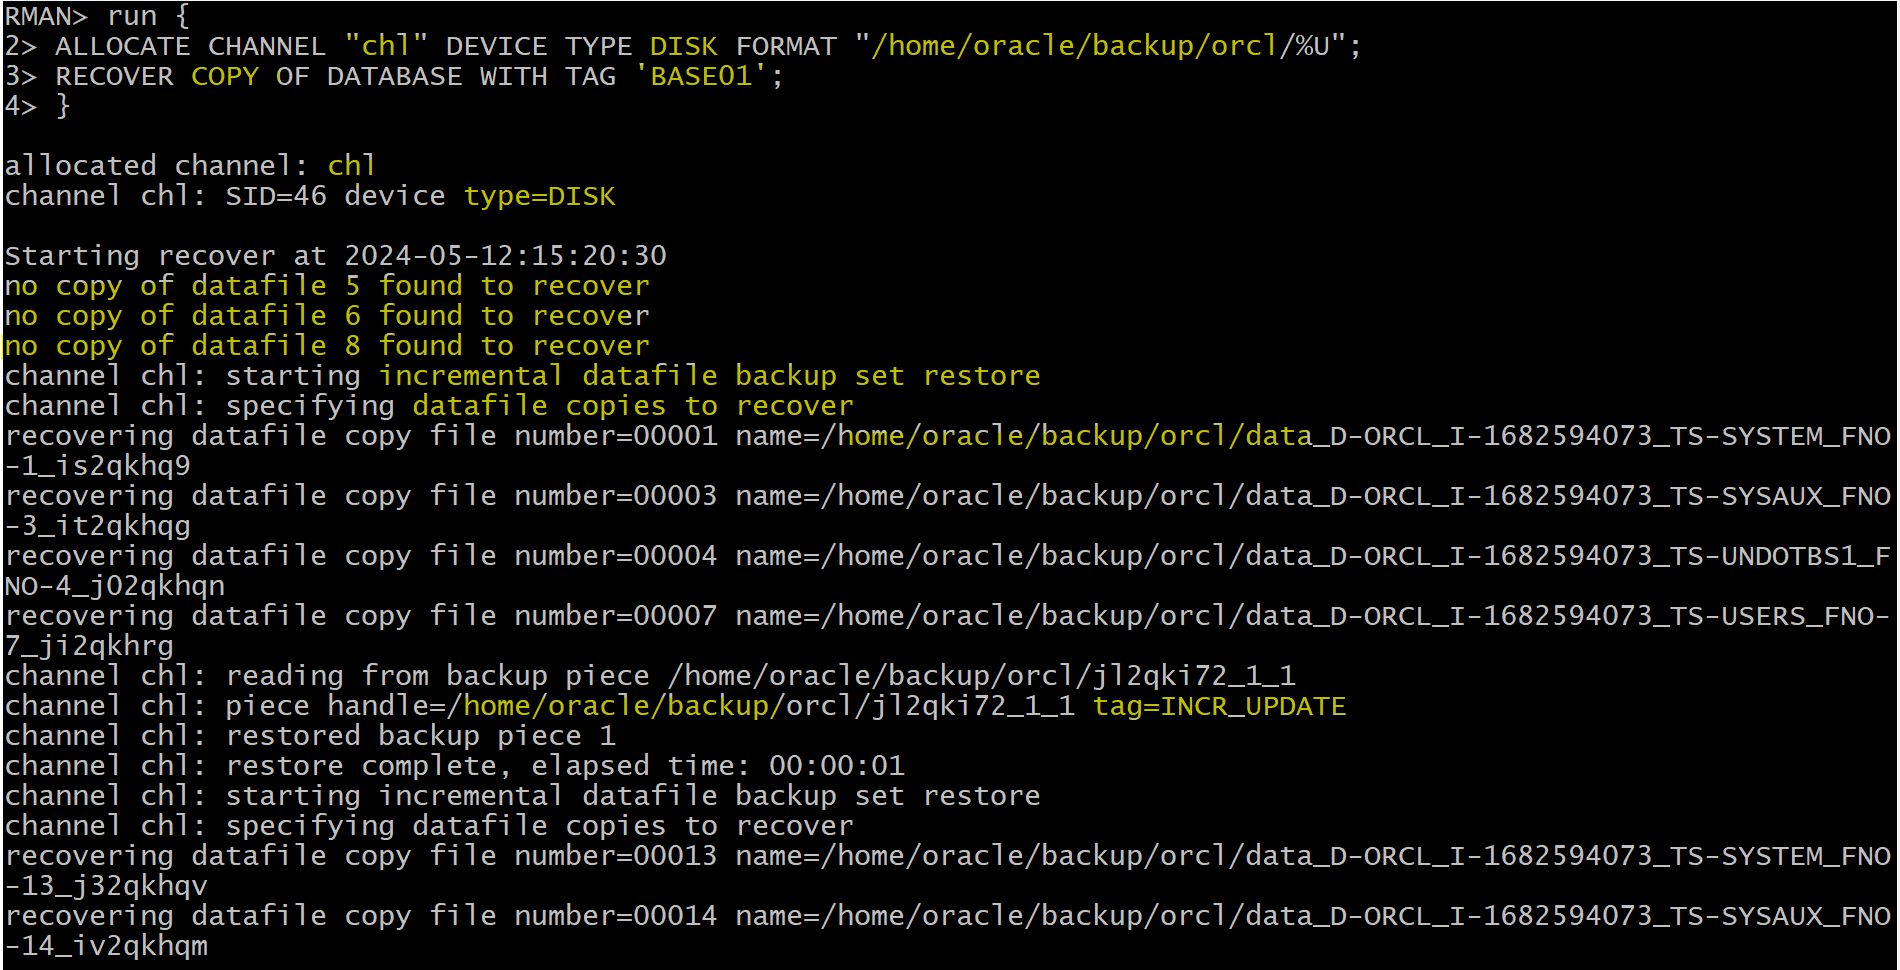 RMAN> run {
2> ALLOCATE CHANNEL "chl" DEVICE TYPE DISK FORMAT "/home/oracle/backup/orcl/%U";
3> RECOVER COPY OF DATABASE WITH TAG 'BASE01';
4> }
allocated channel: chl
channel chl: SID=46 device type=DISK
Starting recover at 2024-05-12:15:20:30
no copy of datafile 5 found to recover
no copy of datafile 6 found to recover
no copy of datafile 8 found to recover
channel chl: starting incremental datafile backup set restore
channel chl: specifying datafile copies to recover
recovering datafile copy file number=00001 name=/home/oracle/backup/orcl/data_D-ORCL_I-1682594073_TS-SYSTEM_FNO
-1_is2qkhq9
recovering datafile copy file number=00003 name=/home/oracle/backup/orcl/data_D-ORCL_I-1682594073_TS-SYSAUX_FNO
-3_it2qkhqg
recovering datafile copy file number=00004 name=/home/oracle/backup/orcl/data_D-ORCL_I-1682594073_TS-UNDOTBS1_F
NO-4_j02qkhqn
recovering datafile copy file number=00007 name=/home/oracle/backup/orcl/data_D-ORCL_I-1682594073_TS-USERS_FNO-
7_ji2qkhrg
channel chl: reading from backup piece /home/oracle/backup/orcl/jl2qki72_1_1
channel chl: piece handle=/home/oracle/backup/orcl/jl2qki72_1_1 tag=INCR_UPDATE
channel chl: restored backup piece 1
channel chl: restore complete, elapsed time: 00:00:01
channel chl: starting incremental datafile backup set restore
channel chl: specifying datafile copies to recover
recovering datafile copy file number=00013 name=/home/oracle/backup/orcl/data_D-ORCL_I-1682594073_TS-SYSTEM_FNO
-13_j32qkhqv
recovering datafile copy file number=00014 name=/home/oracle/backup/orcl/data_D-ORCL_I-1682594073_TS-SYSAUX_FNO
-14_iv2qkhqm